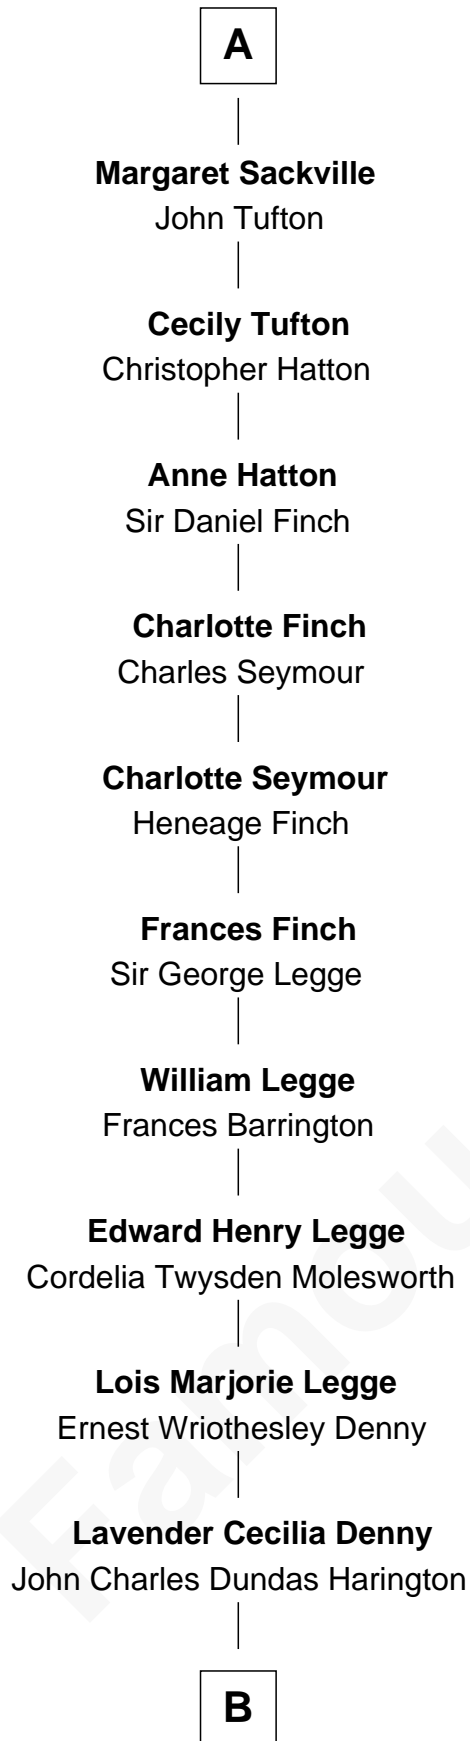 A
Margaret Sackville
John Tufton
Cecily Tufton
Christopher Hatton
Anne Hatton
Sir Daniel Finch
Charlotte Finch
Charles Seymour
Charlotte Seymour
Heneage Finch
Frances Finch
Sir George Legge
William Legge
Frances Barrington
Edward Henry Legge
Cordelia Twysden Molesworth
Lois Marjorie Legge
Ernest Wriothesley Denny
Lavender Cecilia Denny
John Charles Dundas Harington
B
Famou